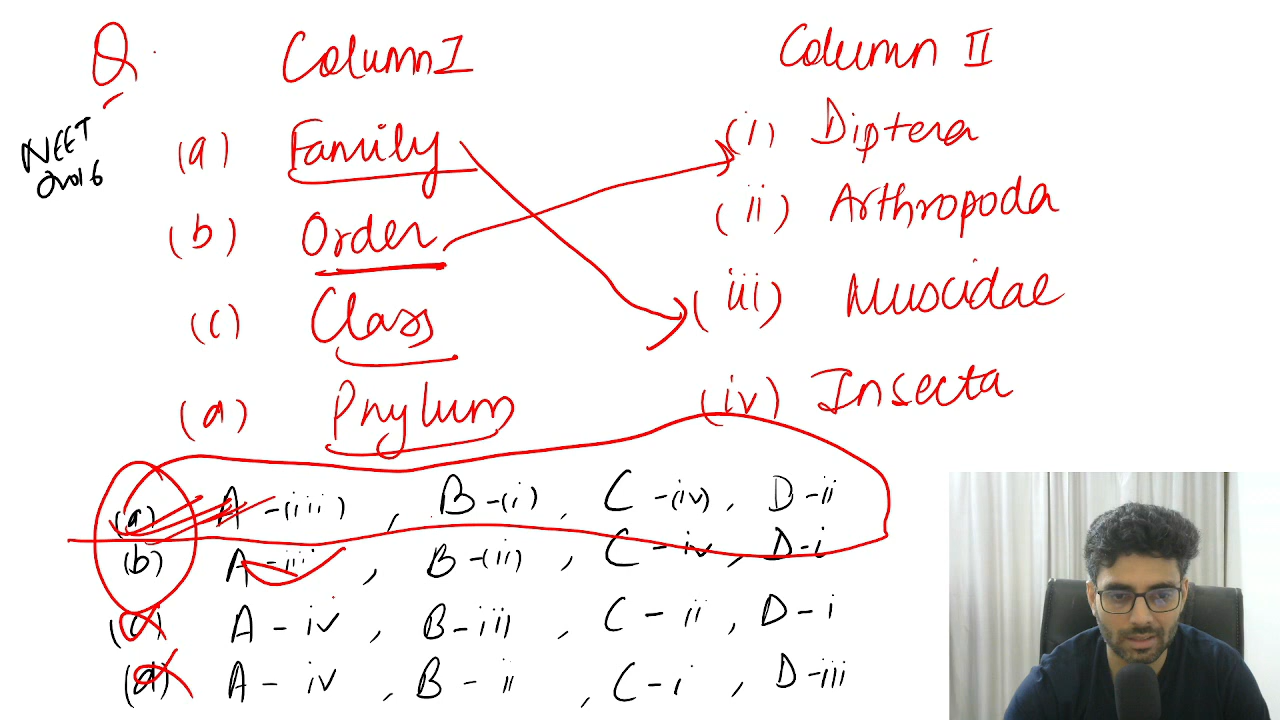 Q. Column I Column II
NEET 2016
(a) Family (i) Diptera
(b) Order (ii) Arthropoda
(c) Class (iii) Muscidae
(d) Phylum (iv) Insecta
(a) A-(iii), B-(i), C-(iv), D-ii
(b) A-iii, B-(ii), C-iv, D-i
(c) A-iv, B-iii, C-ii, D-i
(d) A-iv, B-ii, C-i, D-iii